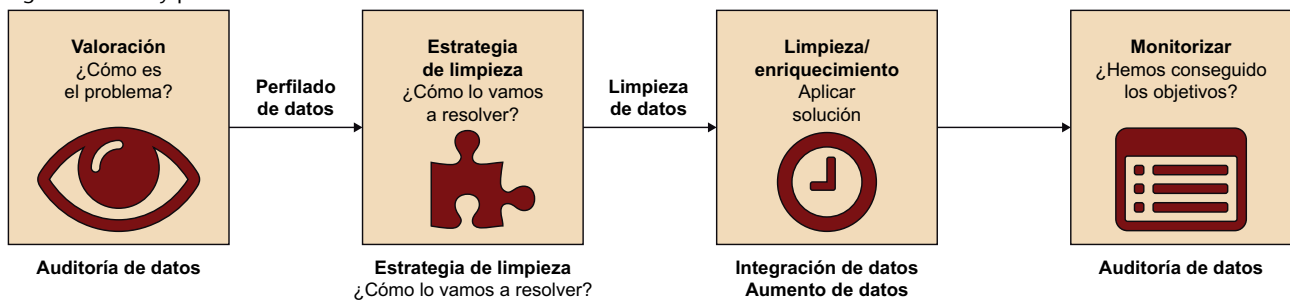 Valoración
¿Cómo es
el problema?
Perfilado
de datos
Estrategia
de limpieza
¿Cómo lo vamos
a resolver?
Limpieza
de datos
Limpieza/
enriquecimiento
Aplicar
solución
Monitorizar
¿Hemos conseguido
los objetivos?
Auditoría de datos
Estrategia de limpieza
¿Cómo lo vamos a resolver?
Integración de datos
Aumento de datos
Auditoría de datos